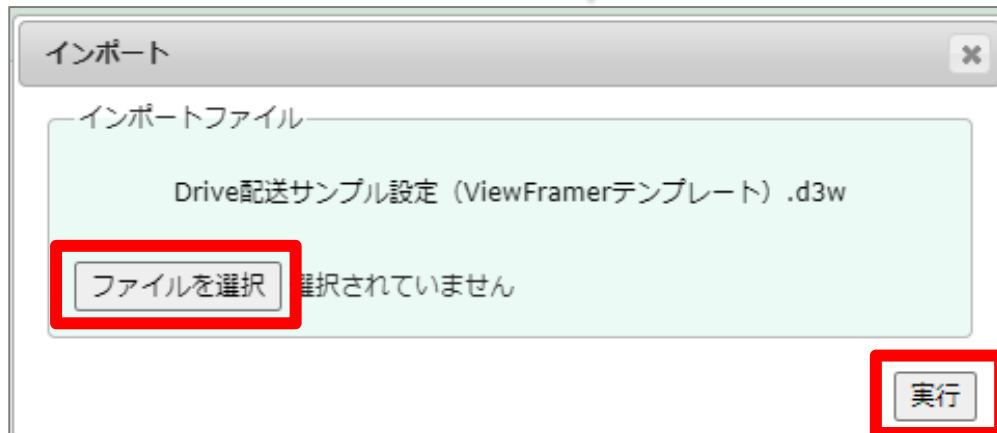 インポート
インポートファイル
Drive配送サンプル設定（ViewFramerテンプレート）.d3w
ファイルを選択 選択されていません
実行